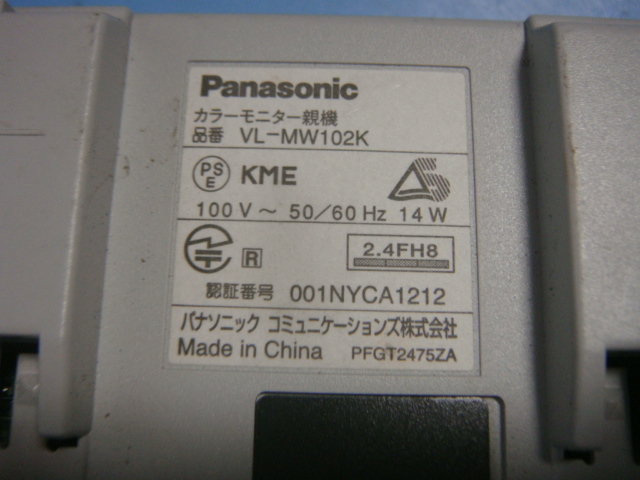 Panasonic
カラーモニター親機
品番 VL-MW102K
PS E KME
100 V ～ 50/60 Hz 14 W
R 2.4FH8
認証番号 001NYCA1212
パナソニック コミュニケーションズ株式会社
Made in China PFGT2475ZA